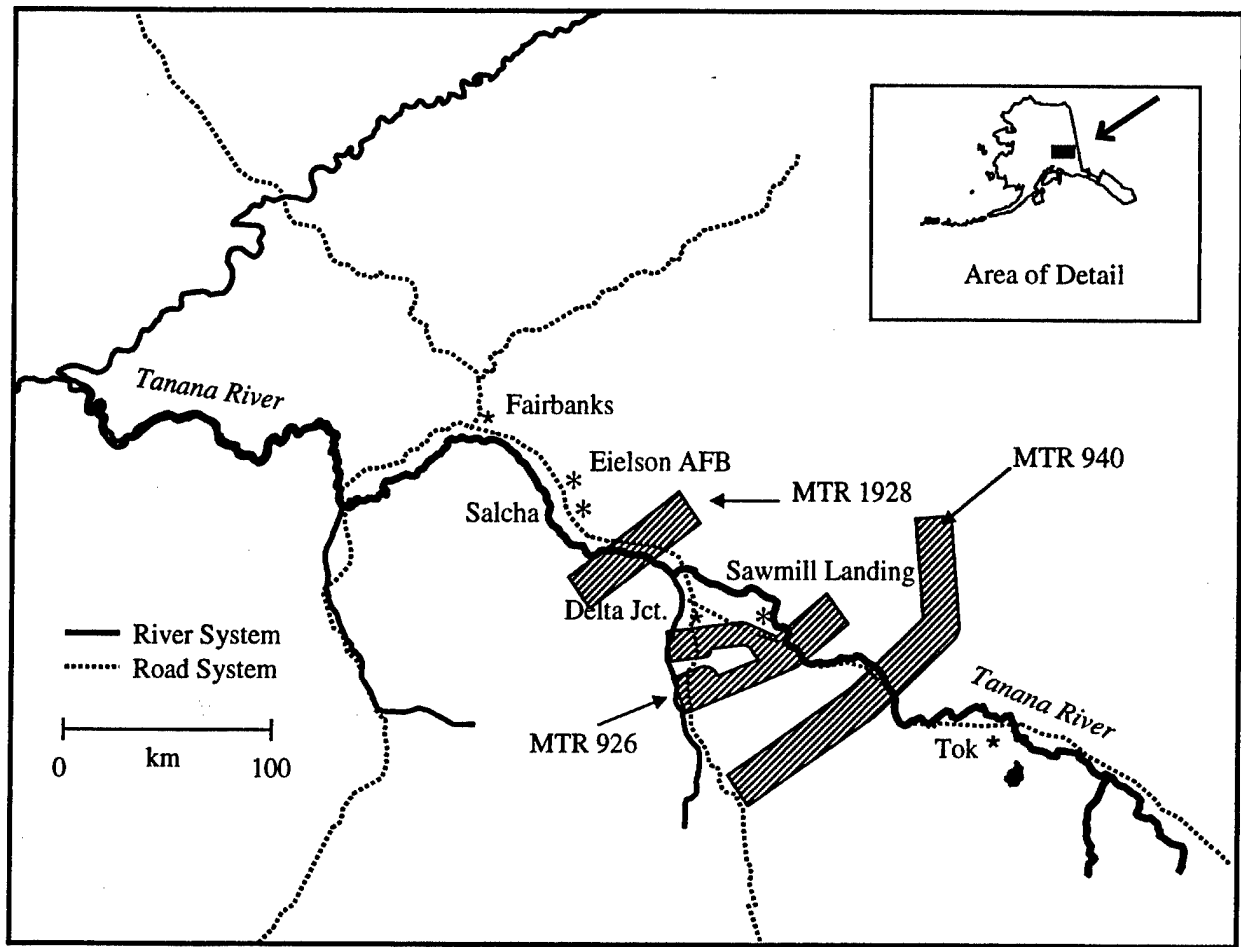 Area of Detail
Tanana River
Fairbanks
Eielson AFB
MTR 940
MTR 1928
Salcha
Sawmill Landing
Delta Jct.
River System
Road System
Tanana River
MTR 926
Tok
km
0 100